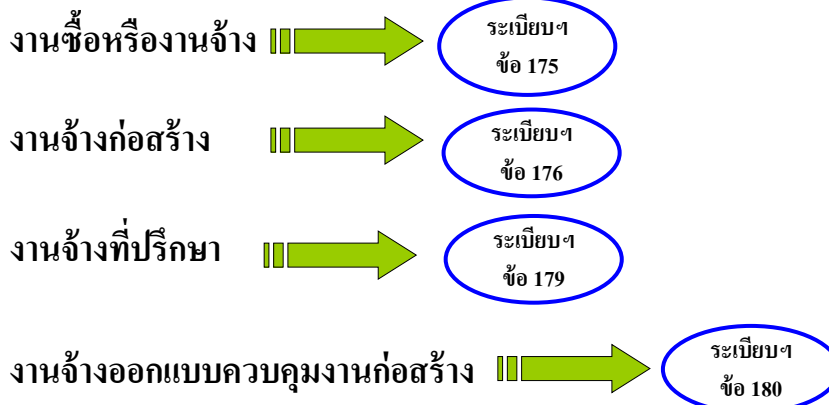 งานซื้อหรืองานจ้าง
ระเบียบฯ
ข้อ 175
งานจ้างก่อสร้าง
ระเบียบฯ
ข้อ 176
งานจ้างที่ปรึกษา
ระเบียบฯ
ข้อ 179
งานจ้างออกแบบควบคุมงานก่อสร้าง
ระเบียบฯ
ข้อ 180